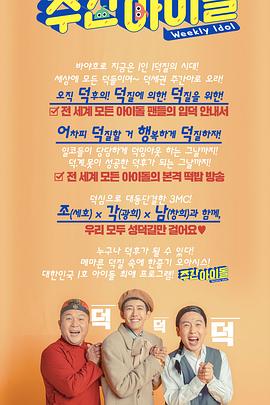 주간아이돌
Weekly Idol
바야흐로 지금은 1인 1덕질의 시대!
세상에 모든 덕들이여~ 덕세권 주간아로 오라!
오직 덕후의! 덕질에 의한! 덕질을 위한!
전 세계 모든 아이돌 팬들의 입덕 안내서
어차피 덕질할 거 행복하게 덕질하자!
일코들이 당당하게 덕밍아웃 하는 그날까지!
덕계못이 성공한 덕후가 되는 그날까지!
전 세계 모든 아이돌의 본격 떡밥 방송
덕심으로 대동단결한 3MC!
조(세호)x각(광희)x남(창희)과 함께,
우리 모두 성덕길만 걸어요♥
누구나 덕후가 될 수 있다!
메마른 덕질 속에 한줄기 오아시스!
대한민국 1호 아이돌 최애 프로그램! 주간아이돌
덕
덕
덕